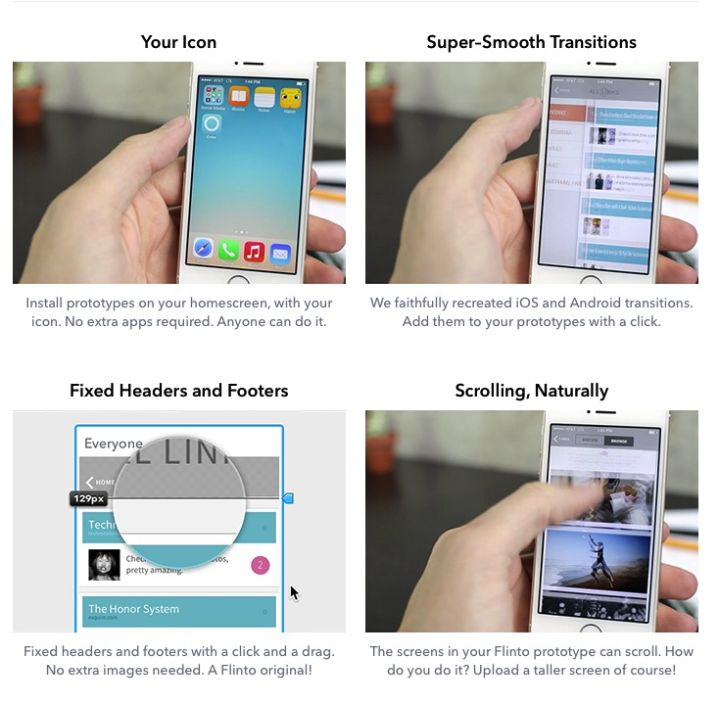 Your Icon
Super-Smooth Transitions
Install prototypes on your homescreen, with your
icon. No extra apps required. Anyone can do it.
We faithfully recreated iOS and Android transitions.
Add them to your prototypes with a click.
Fixed Headers and Footers
Scrolling, Naturally
Everyone
L LIN
HOME
129px
Tech
pretty amazing.
2
The Honor System
BROWSE
Fixed headers and footers with a click and a drag.
No extra images needed. A Flinto original!
The screens in your Flinto prototype can scroll. How
do you do it? Upload a taller screen of course!